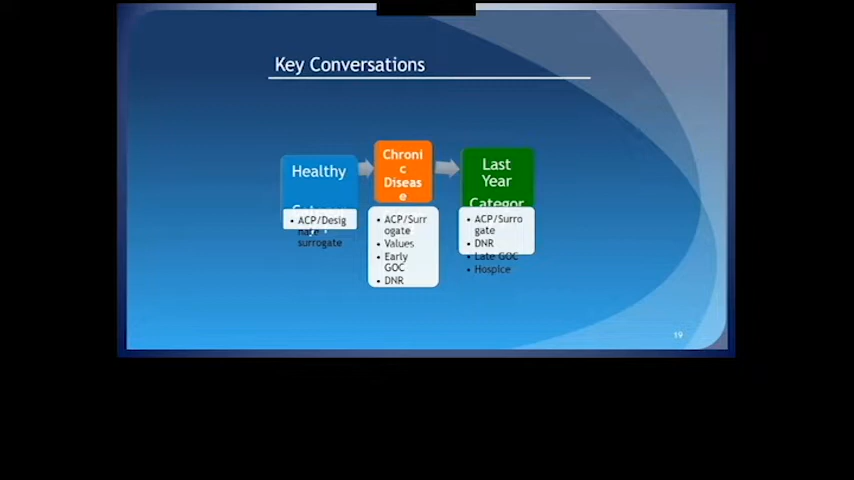 Key Conversations
Healthy
• ACP/Desig
nate
surrogate
Chroni
c
Diseas
e
• ACP/Surr
ogate
• Values
• Early
GOC
• DNR
Last
Year
Categor
• ACP/Surro
gate
• DNR
• Late GOC
• Hospice
19